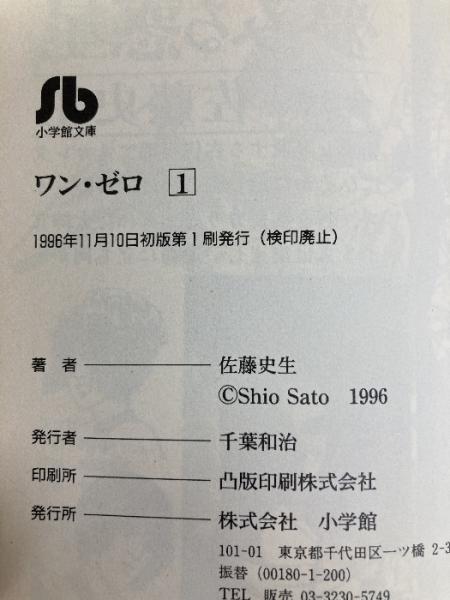 sb
小学館文庫
ワン・ゼロ 1
1996年11月10日初版第1刷発行（検印廃止）
著 者 佐藤史生
©Shio Sato 1996
発行者 千葉和治
印刷所 凸版印刷株式会社
発行所 株式会社 小学館
101-01 東京都千代田区一ツ橋 2-3
振替（00180-1-200）
TEL 販売 03-3230-5749